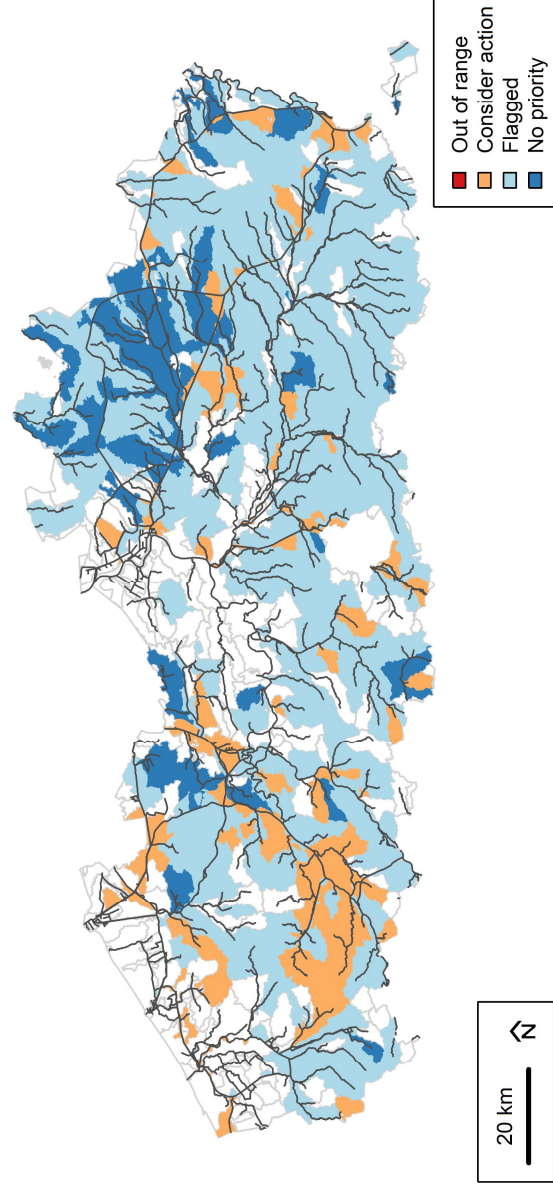 Out of range
Consider action
Flagged
No priority
20 km
N